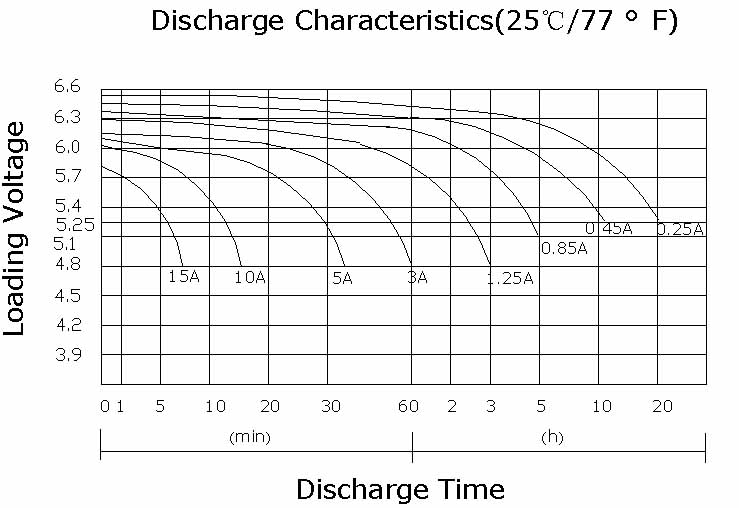 Discharge Characteristics(25℃/77 ° F)
Loading Voltage
6.6
6.3
6.0
5.7
5.4
5.25
5.1
4.8
4.5
4.2
3.9
15A
10A
5A
3A
1.25A
0.85A
0.45A
0.25A
0 1 5 10 20 30 60 2 3 5 10 20
(min) (h)
Discharge Time